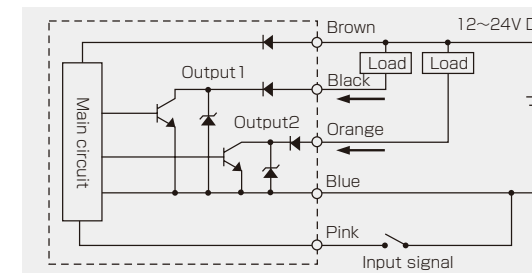 Brown
12~24V D
Load
Load
Output1
Black
Output2
Orange
Main circuit
Blue
Pink
Input signal